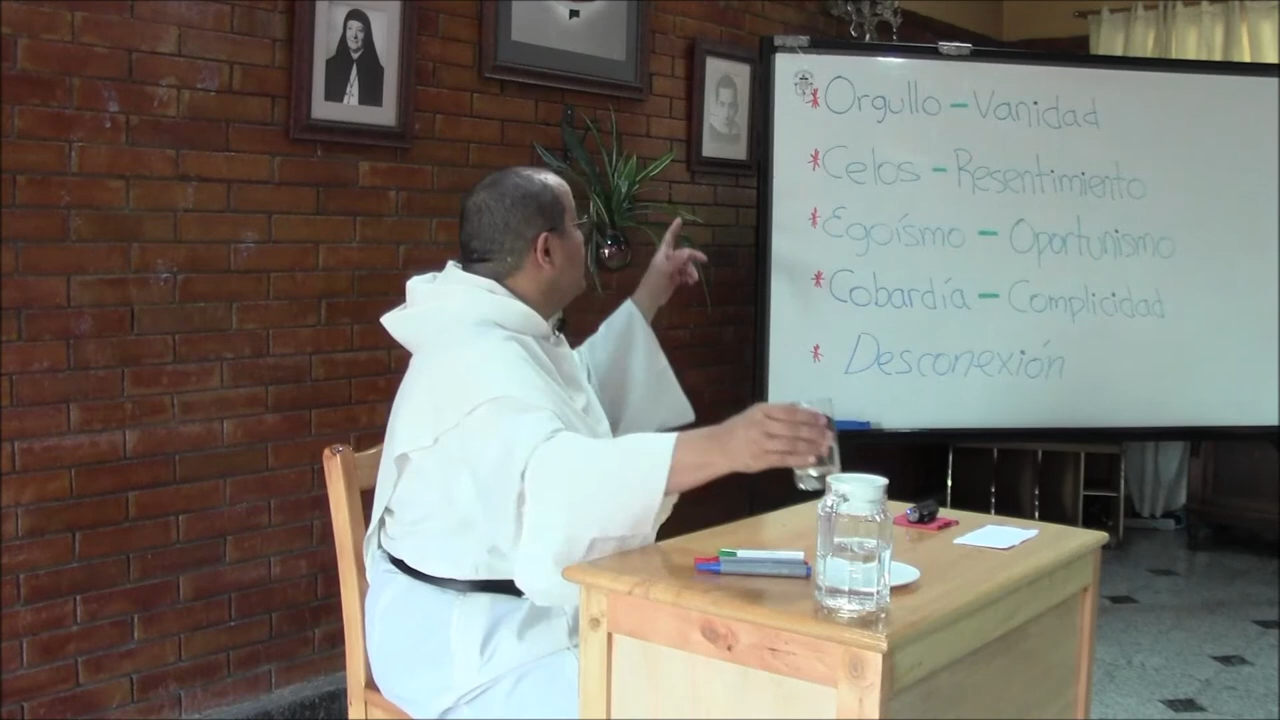 * Orgullo - Vanidad
* Celos - Resentimiento
* Egoísmo - Oportunismo
* Cobardía - Complicidad
* Desconexión